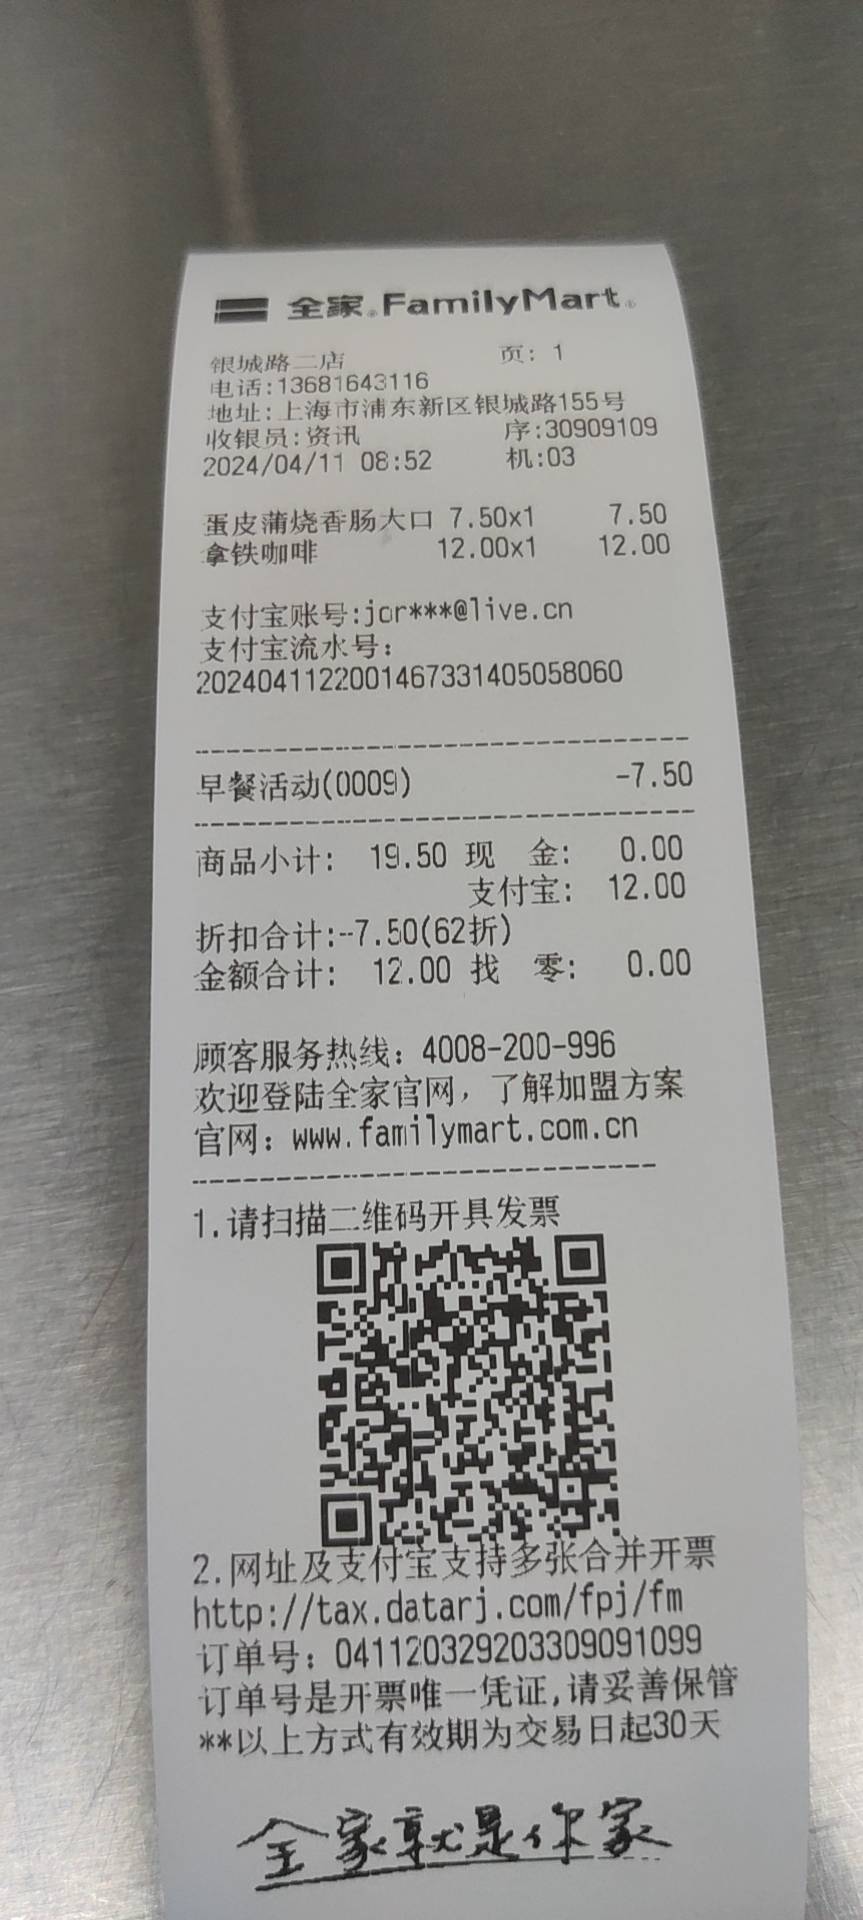 全家®FamilyMart®
银城路二店 页: 1
电话:13681643116
地址:上海市浦东新区银城路155号
收银员:资讯 序:30909109
2024/04/11 08:52 机:03
蛋皮蒲烧香肠大口 7.50x1 7.50
拿铁咖啡 12.00x1 12.00
支付宝账号:jor***@live.cn
支付宝流水号:
2024041122001467331405058060
早餐活动(0009) -7.50
商品小计: 19.50 现 金: 0.00
支付宝: 12.00
折扣合计:-7.50(62折)
金额合计: 12.00 找 零: 0.00
顾客服务热线: 4008-200-996
欢迎登陆全家官网，了解加盟方案
官网: www.familymart.com.cn
1.请扫描二维码开具发票
2.网址及支付宝支持多张合并开票
http://tax.datarj.com/fpj/fm
订单号: 041120329203309091099
订单号是开票唯一凭证,请妥善保管
**以上方式有效期为交易日起30天
全家就是你家